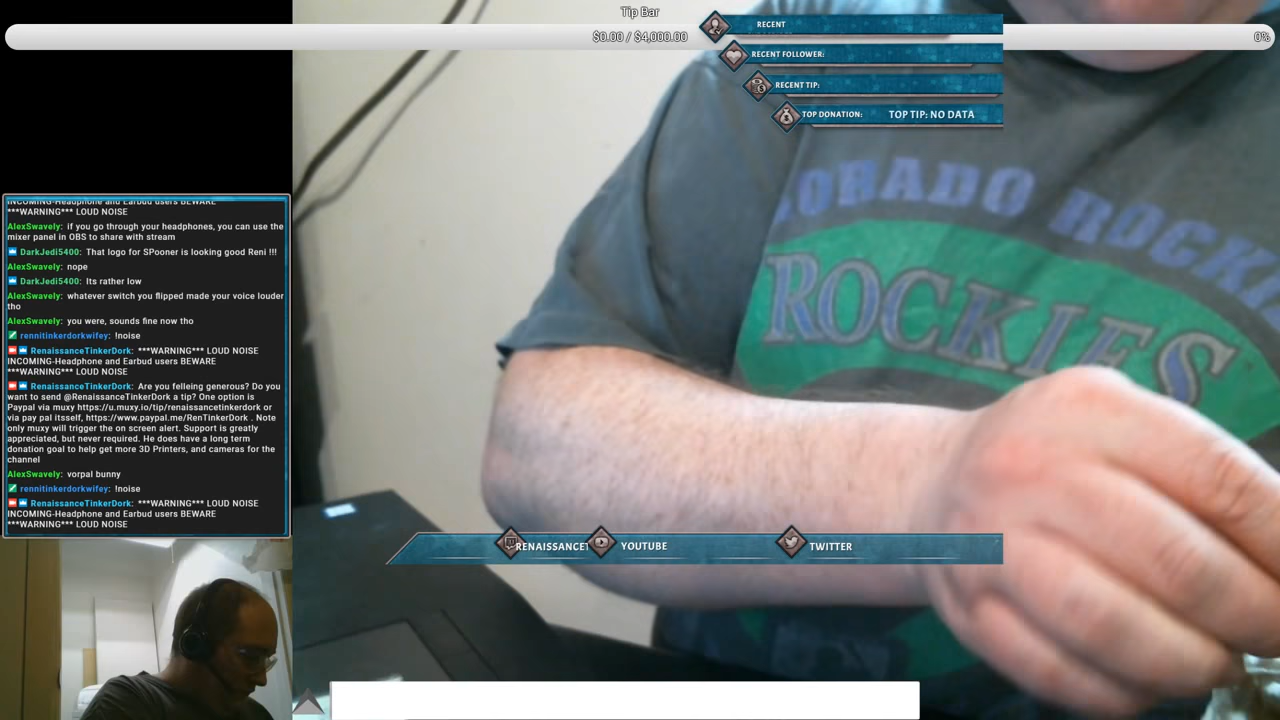 Tip Bar
$0.00 / $4,000.00
0%
RECENT
RECENT FOLLOWER:
RECENT TIP:
TOP DONATION: TOP TIP: NO DATA
ORADO ROCKIE
ROCKIES
INCOMING-Headphone and Earbud users BEWARE
***WARNING*** LOUD NOISE
AlexSwavely: if you go through your headphones, you can use the
mixer panel in OBS to share with stream
DarkJedi5400: That logo for SPooner is looking good Reni !!!
AlexSwavely: nope
DarkJedi5400: Its rather low
AlexSwavely: whatever switch you flipped made your voice louder
tho
AlexSwavely: you were, sounds fine now tho
rennitinkerdorkwifey: !noise
RenaissanceTinkerDork: ***WARNING*** LOUD NOISE
INCOMING-Headphone and Earbud users BEWARE
***WARNING*** LOUD NOISE
RenaissanceTinkerDork: Are you felleing generous? Do you
want to send @RenaissanceTinkerDork a tip? One option is
Paypal via muxy https://u.muxy.io/tip/renaissancetinkerdork or
via pay pal itsself, https://www.paypal.me/RenTinkerDork . Note
only muxy will trigger the on screen alert. Support is greatly
appreciated, but never required. He does have a long term
donation goal to help get more 3D Printers, and cameras for the
channel
AlexSwavely: vorpal bunny
rennitinkerdorkwifey: !noise
RenaissanceTinkerDork: ***WARNING*** LOUD NOISE
INCOMING-Headphone and Earbud users BEWARE
***WARNING*** LOUD NOISE
RENAISSANCET YOUTUBE TWITTER